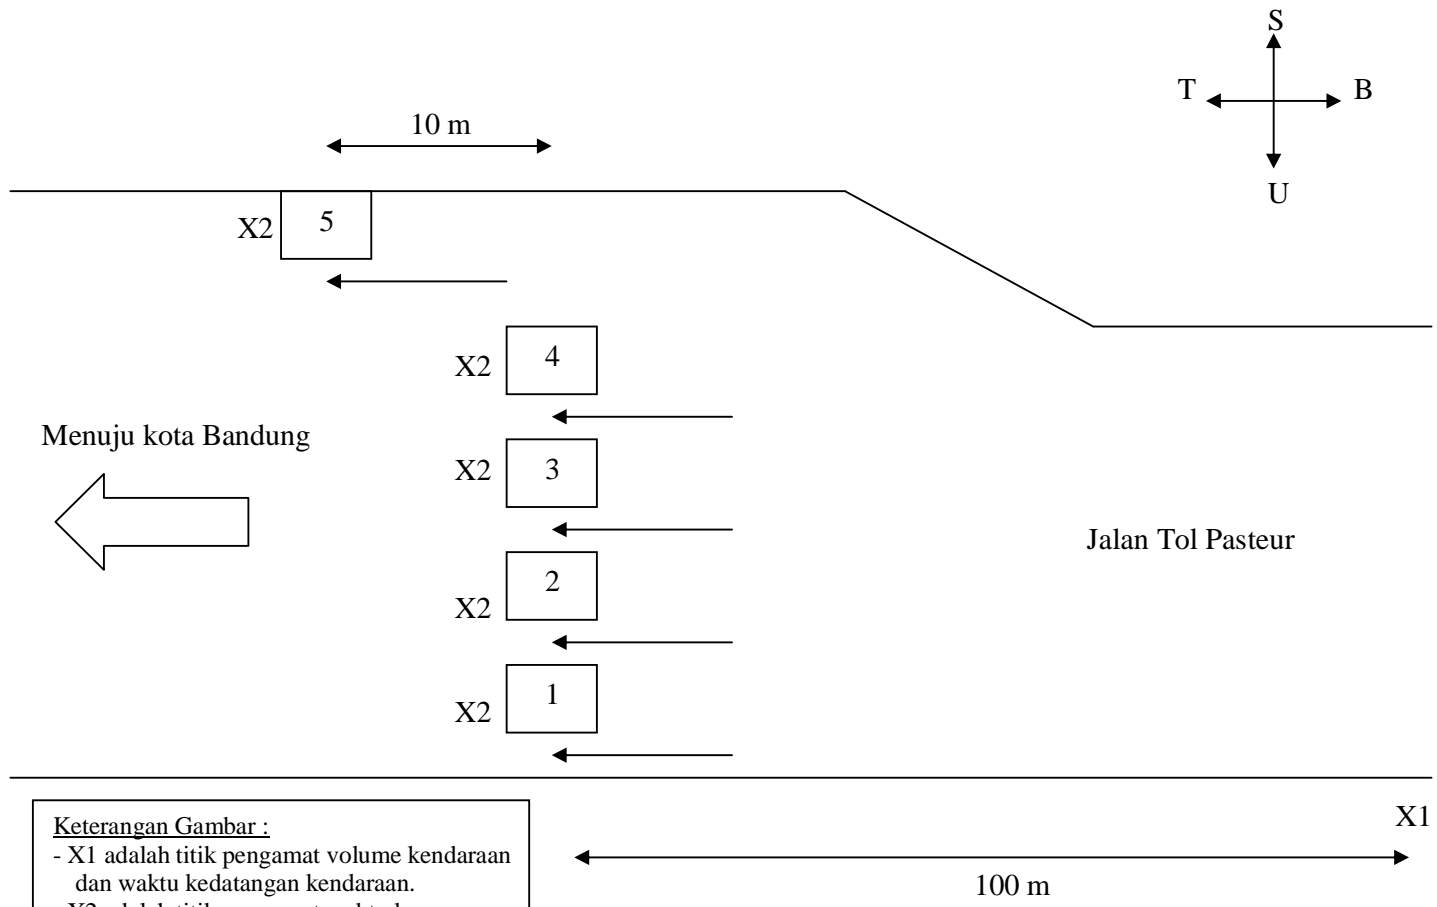 S
T B
U
10 m
X2 5
X2 4
Menuju kota Bandung
X2 3
Jalan Tol Pasteur
X2 2
X2 1
X1
100 m
Keterangan Gambar :
- X1 adalah titik pengamat volume kendaraan
dan waktu kedatangan kendaraan.